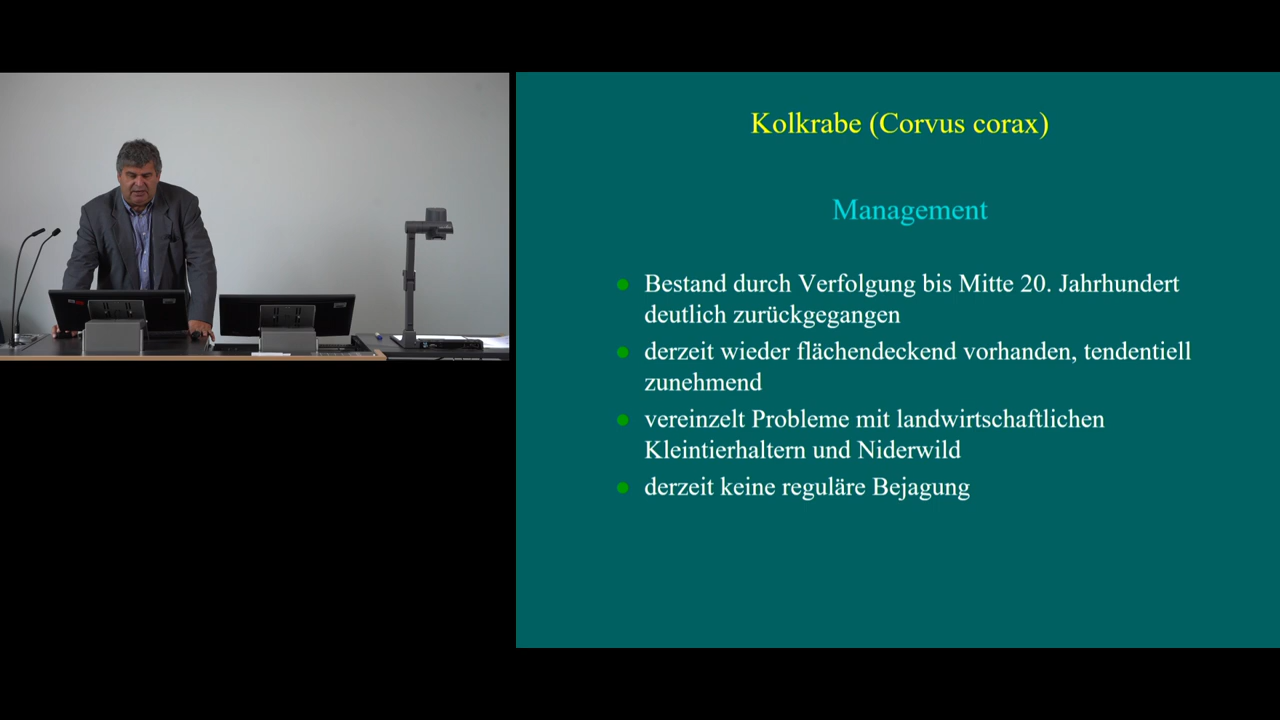 Kolkrabe (Corvus corax)
Management
Bestand durch Verfolgung bis Mitte 20. Jahrhundert
deutlich zurückgegangen
derzeit wieder flächendeckend vorhanden, tendentiell
zunehmend
vereinzelt Probleme mit landwirtschaftlichen
Kleintierhaltern und Niderwild
derzeit keine reguläre Bejagung